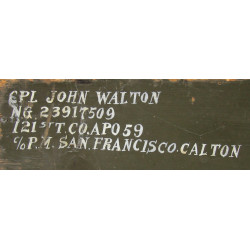 CPL JOHN WALTON
NG 23917509
121ST T.CO.APO 59
c/o P.M. SAN.FRANCISCO.CALTON